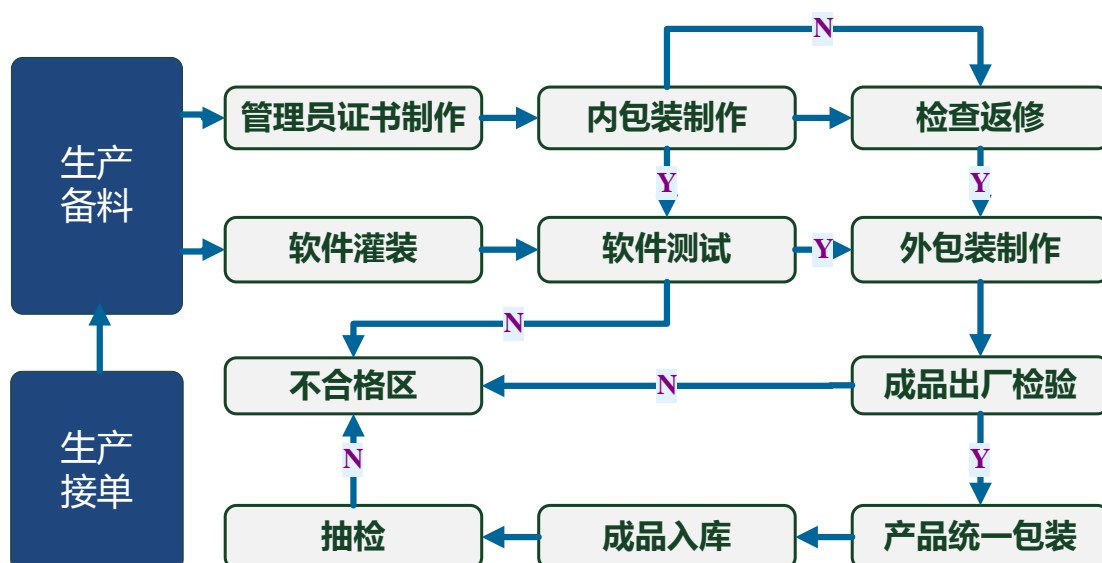 N
生产
备料
管理员证书制作
内包装制作
检查返修
Y
Y
软件灌装
软件测试
Y
外包装制作
N
不合格区
N
成品出厂检验
生产
接单
N
Y
抽检
成品入库
产品统一包装